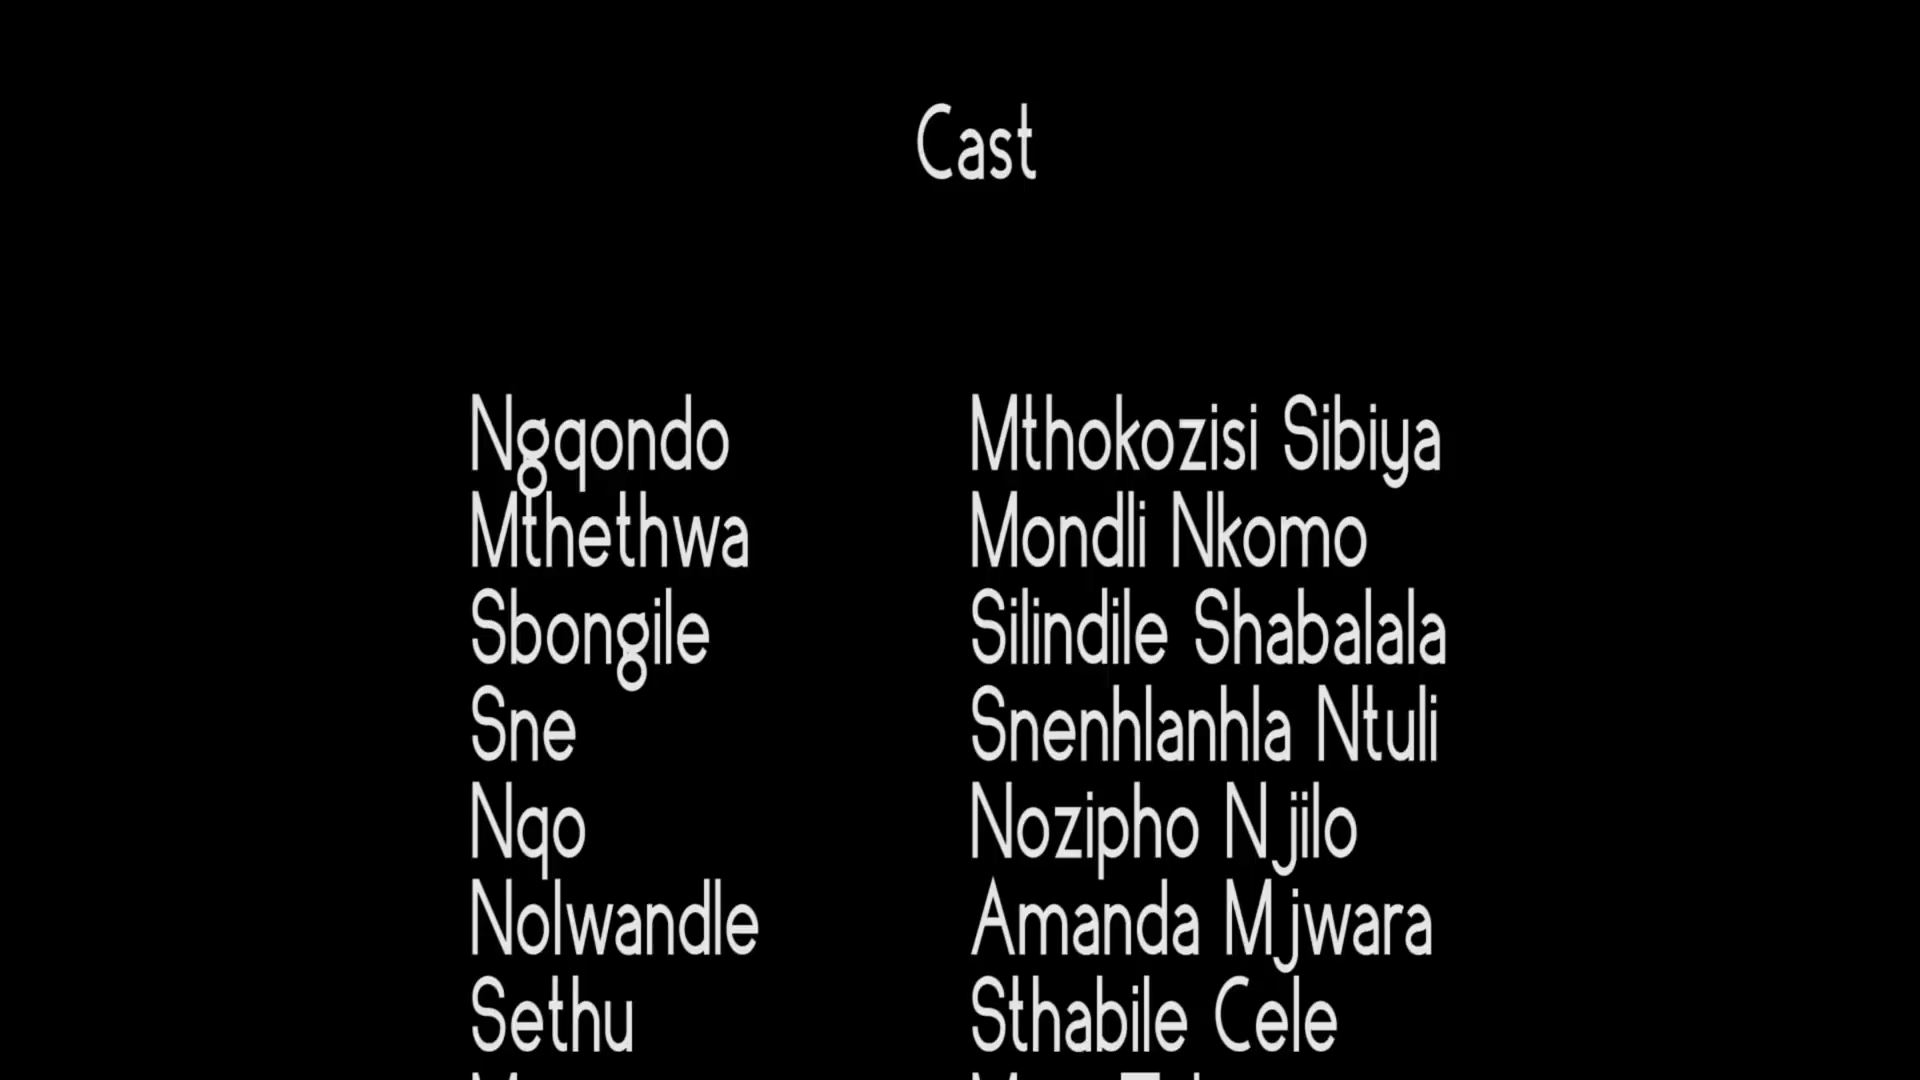 Cast
Ngqondo Mthokozisi Sibiya
Mthethwa Mondli Nkomo
Sbongile Silindile Shabalala
Sne Snenhlanhla Ntuli
Nqo Nozipho Njilo
Nolwandle Amanda Mjwara
Sethu Sthabile Cele